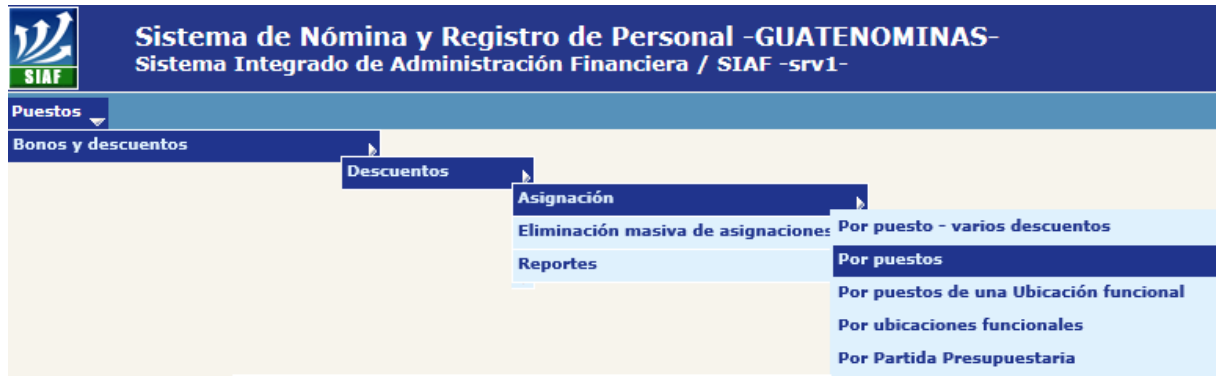 SIAF
Sistema de Nómina y Registro de Personal -GUATENOMINAS-
Sistema Integrado de Administración Financiera / SIAF -srv1-
Puestos
Bonos y descuentos
Descuentos
Asignación
Eliminación masiva de asignaciones
Reportes
Por puesto - varios descuentos
Por puestos
Por puestos de una Ubicación funcional
Por ubicaciones funcionales
Por Partida Presupuestaria